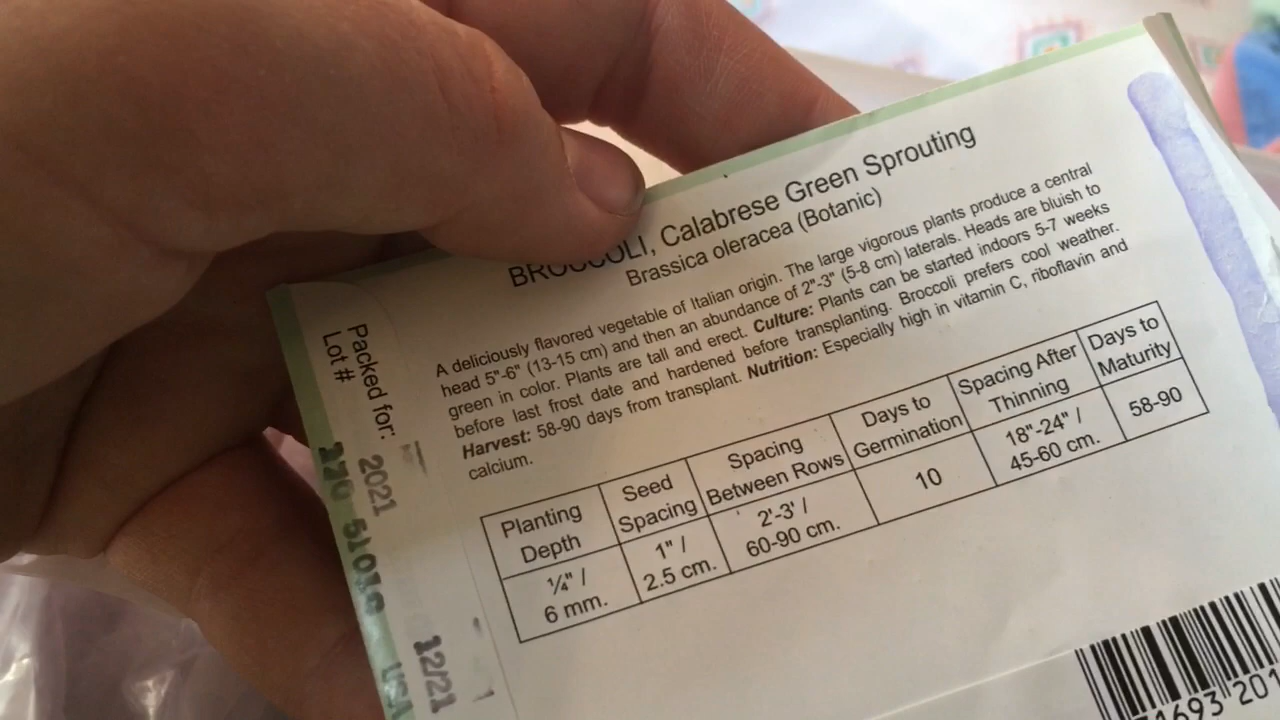 BROCCOLI, Calabrese Green Sprouting
Brassica oleracea (Botanic)
A deliciously flavored vegetable of Italian origin. The large vigorous plants produce a central
head 5"-6" (13-15 cm) and then an abundance of 2"-3" (5-8 cm) laterals. Heads are bluish to
green in color. Plants are tall and erect. Culture: Plants can be started indoors 5-7 weeks
before last frost date and hardened before transplanting. Broccoli prefers cool weather.
Harvest: 58-90 days from transplant. Nutrition: Especially high in vitamin C, riboflavin and
calcium.
Planting
Depth
Seed
Spacing
Spacing
Between Rows
Days to
Germination
Spacing After
Thinning
Days to
Maturity
¼" /
6 mm.
1" /
2.5 cm.
2'-3' /
60-90 cm.
10
18"-24" /
45-60 cm.
58-90
Packed for: 2021 12/21
Lot # USA
693 201